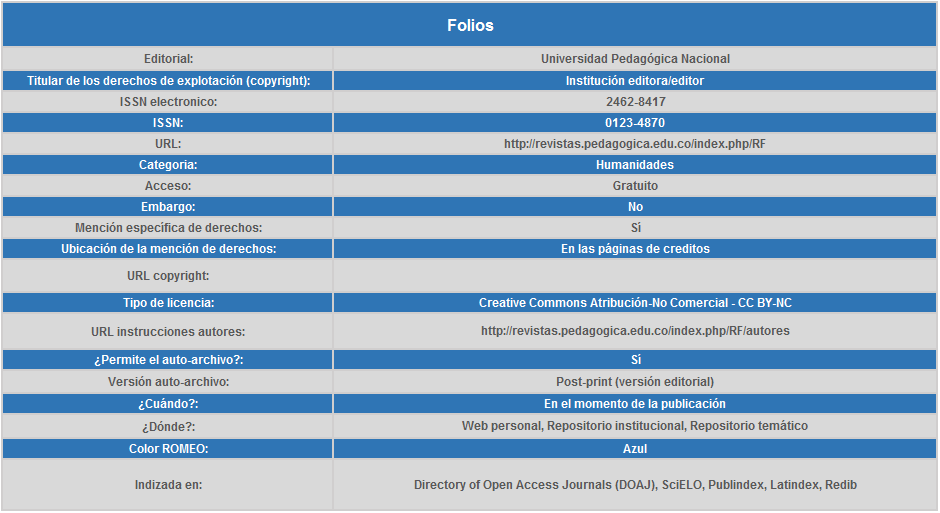 Folios
Editorial: Universidad Pedagógica Nacional
Titular de los derechos de explotación (copyright): Institución editora/editor
ISSN electronico: 2462-8417
ISSN: 0123-4870
URL: http://revistas.pedagogica.edu.co/index.php/RF
Categoria: Humanidades
Acceso: Gratuito
Embargo: No
Mención específica de derechos: Sí
Ubicación de la mención de derechos: En las páginas de creditos
URL copyright:
Tipo de licencia: Creative Commons Atribución-No Comercial - CC BY-NC
URL instrucciones autores: http://revistas.pedagogica.edu.co/index.php/RF/autores
¿Permite el auto-archivo?: Sí
Versión auto-archivo: Post-print (versión editorial)
¿Cuándo?: En el momento de la publicación
¿Dónde?: Web personal, Repositorio institucional, Repositorio temático
Color ROMEO: Azul
Indizada en: Directory of Open Access Journals (DOAJ), SciELO, Publindex, Latindex, Redib